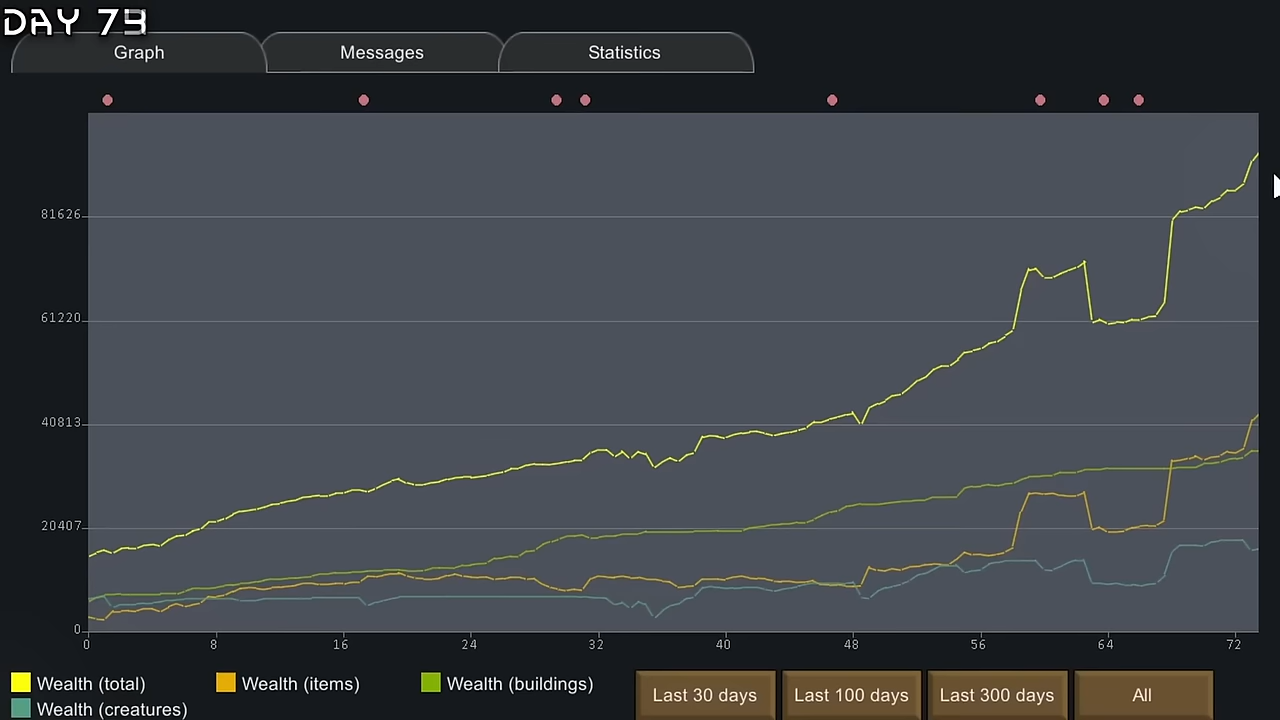 DAY 73
Graph Messages Statistics
81626
61220
40813
20407
0
0 8 16 24 32 40 48 56 64 72
Wealth (total) Wealth (items) Wealth (buildings)
Wealth (creatures)
Last 30 days Last 100 days Last 300 days All